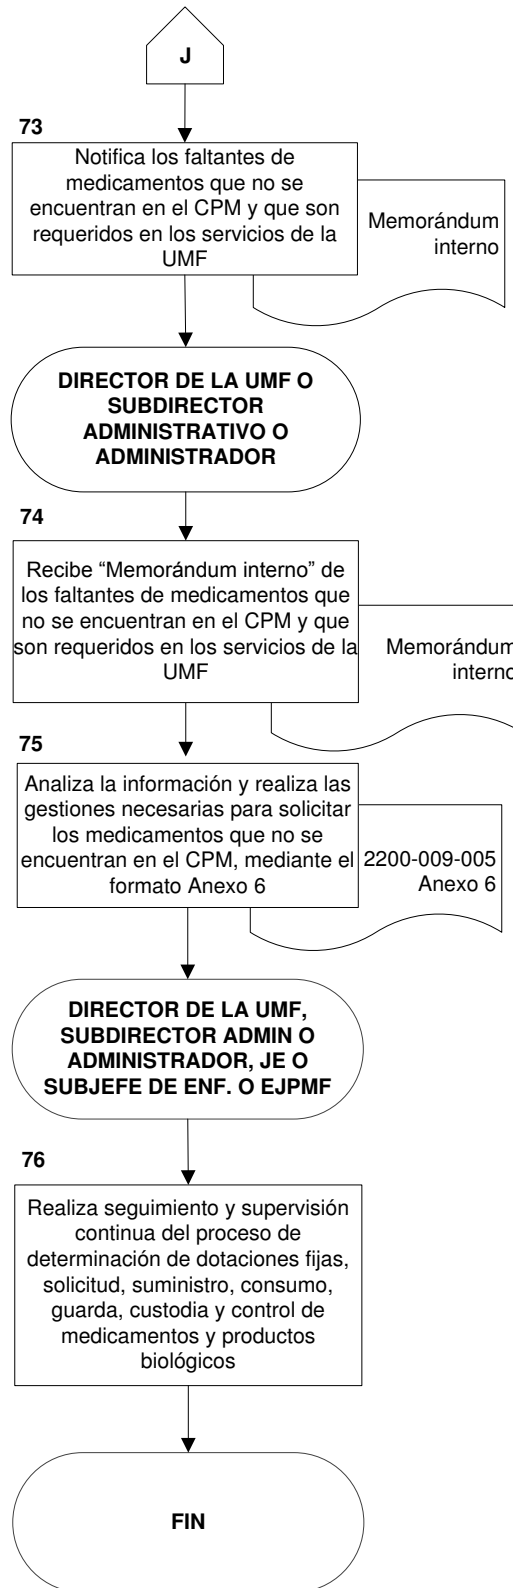 J
73
Notifica los faltantes de
medicamentos que no se
encuentran en el CPM y que son
requeridos en los servicios de la
UMF
Memorándum
interno
DIRECTOR DE LA UMF O
SUBDIRECTOR
ADMINISTRATIVO O
ADMINISTRADOR
74
Recibe “Memorándum interno” de
los faltantes de medicamentos que
no se encuentran en el CPM y que
son requeridos en los servicios de la
UMF
Memorándum
interno
75
Analiza la información y realiza las
gestiones necesarias para solicitar
los medicamentos que no se
encuentran en el CPM, mediante el
formato Anexo 6
2200-009-005
Anexo 6
DIRECTOR DE LA UMF,
SUBDIRECTOR ADMIN O
ADMINISTRADOR, JE O
SUBJEFE DE ENF. O EJPMF
76
Realiza seguimiento y supervisión
continua del proceso de
determinación de dotaciones fijas,
solicitud, suministro, consumo,
guarda, custodia y control de
medicamentos y productos
biológicos
FIN